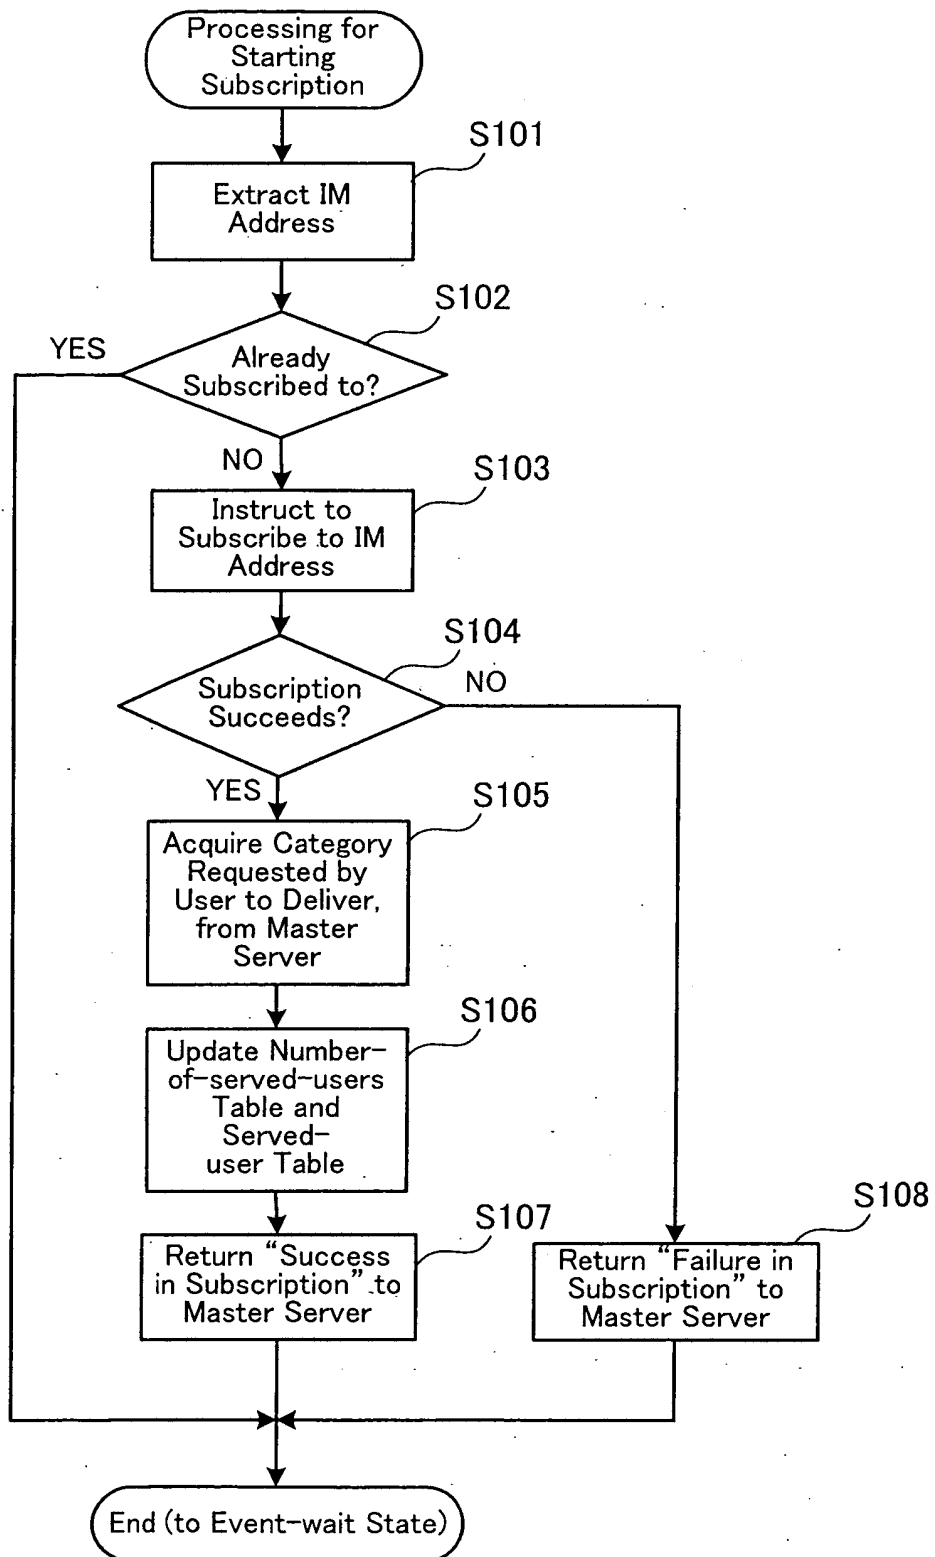 Processing for
Starting
Subscription
S101
Extract IM
Address
S102
YES
Already
Subscribed to?
NO
S103
Instruct to
Subscribe to IM
Address
S104
NO
Subscription
Succeeds?
YES
S105
Acquire Category
Requested by
User to Deliver,
from Master
Server
S106
Update Number-
of-served-users
Table and
Served-
user Table
S107
Return “Success
in Subscription” to
Master Server
S108
Return “Failure in
Subscription” to
Master Server
End (to Event-wait State)